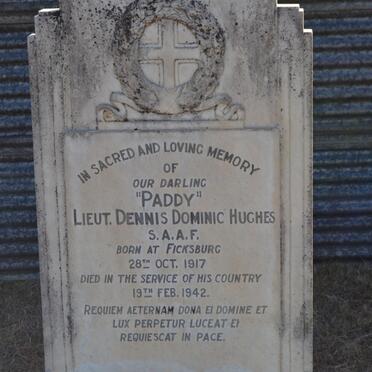 IN SACRED AND LOVING MEMORY
OF
OUR DARLING
"PADDY"
LIEUT. DENNIS DOMINIC HUGHES
S.A.A.F.
BORN AT FICKSBURG
28TH OCT. 1917
DIED IN THE SERVICE OF HIS COUNTRY
19TH FEB. 1942.
REQUIEM AETERNAM DONA EI DOMINE ET
LUX PERPETUR LUCEAT EI
REQUIESCAT IN PACE.